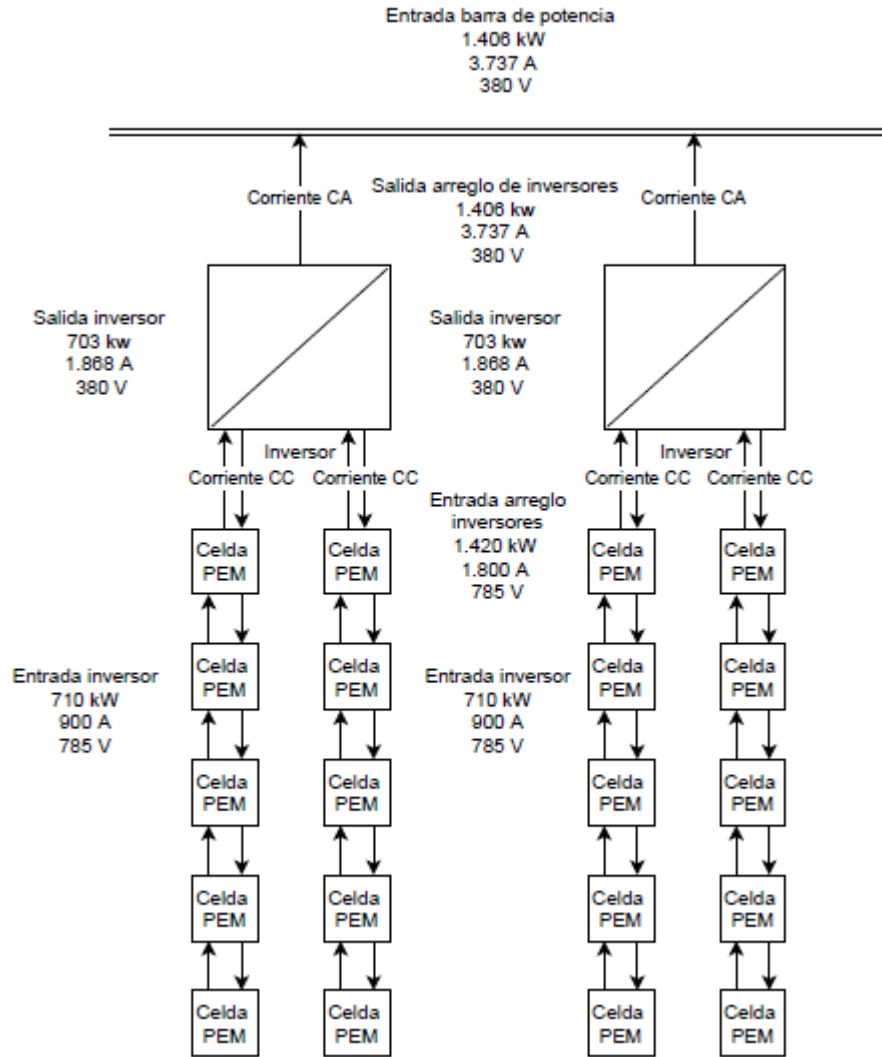 Entrada barra de potencia
1.406 kW
3.737 A
380 V
Corriente CA
Salida arreglo de inversores
1.406 kw
3.737 A
380 V
Corriente CA
Salida inversor
703 kw
1.868 A
380 V
Salida inversor
703 kw
1.868 A
380 V
Inversor
Corriente CC
Corriente CC
Inversor
Corriente CC
Corriente CC
Entrada arreglo
inversores
1.420 kW
1.800 A
785 V
Celda
PEM
Celda
PEM
Celda
PEM
Celda
PEM
Entrada inversor
710 kW
900 A
785 V
Celda
PEM
Celda
PEM
Entrada inversor
710 kW
900 A
785 V
Celda
PEM
Celda
PEM
Celda
PEM
Celda
PEM
Celda
PEM
Celda
PEM
Celda
PEM
Celda
PEM
Celda
PEM
Celda
PEM
Celda
PEM
Celda
PEM
Celda
PEM
Celda
PEM